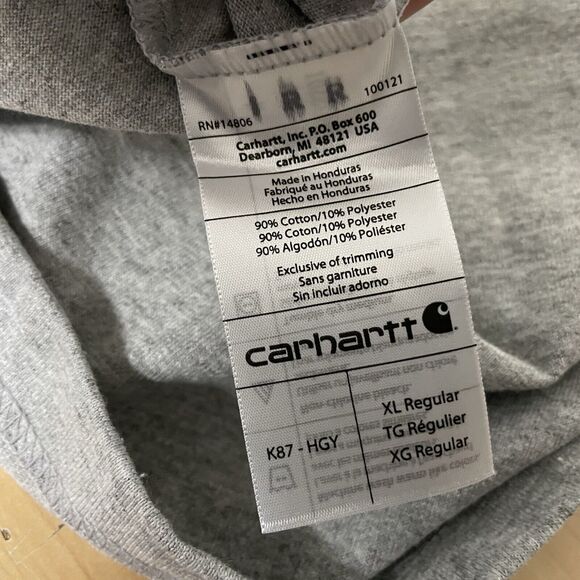 RN#14806
100121
Carhartt, Inc. P.O. Box 600
Dearborn, MI 48121 USA
carhartt.com
Made in Honduras
Fabriqué au Honduras
Hecho en Honduras
90% Cotton/10% Polyester
90% Coton/10% Polyester
90% Algodón/10% Poliéster
Exclusive of trimming
Sans garniture
Sin incluir adorno
carhartt
K87 - HGY
XL Regular
TG Régulier
XG Regular